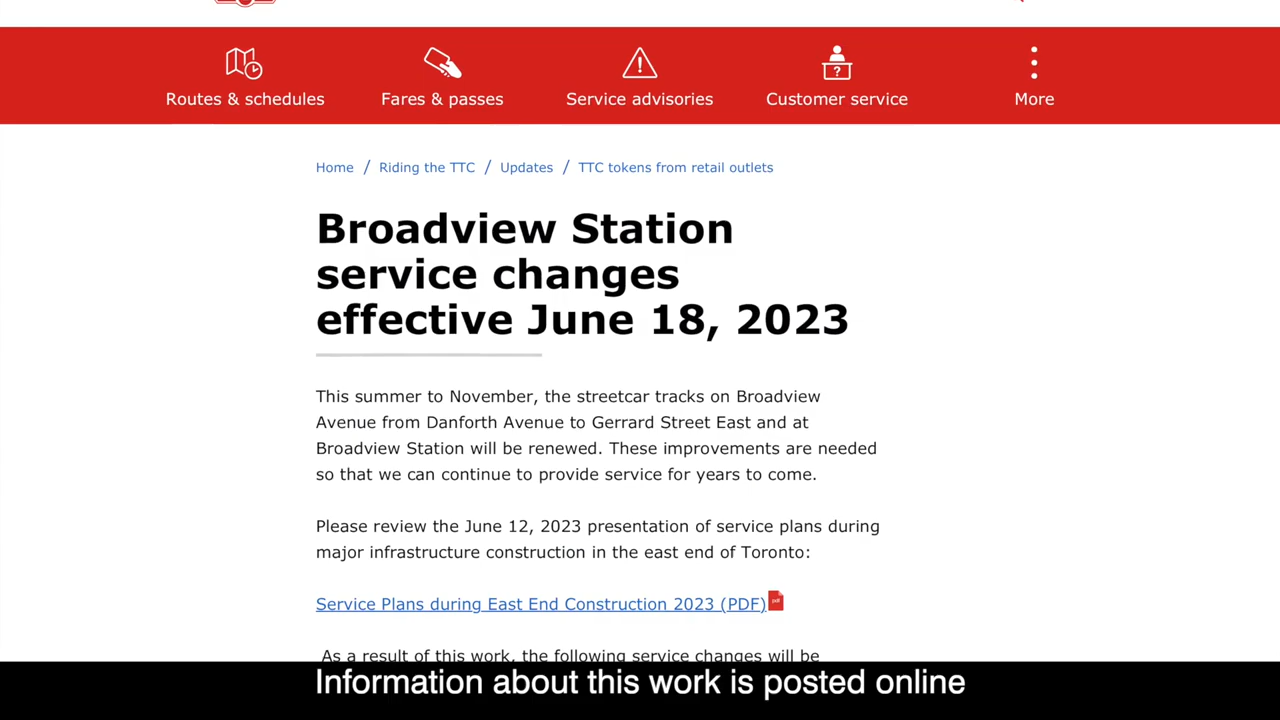 Routes & schedules
Fares & passes
Service advisories
Customer service
More
Home / Riding the TTC / Updates / TTC tokens from retail outlets
Broadview Station
service changes
effective June 18, 2023
This summer to November, the streetcar tracks on Broadview
Avenue from Danforth Avenue to Gerrard Street East and at
Broadview Station will be renewed. These improvements are needed
so that we can continue to provide service for years to come.
Please review the June 12, 2023 presentation of service plans during
major infrastructure construction in the east end of Toronto:
Service Plans during East End Construction 2023 (PDF)
pdf
As a result of this work, the following service changes will be
Information about this work is posted online